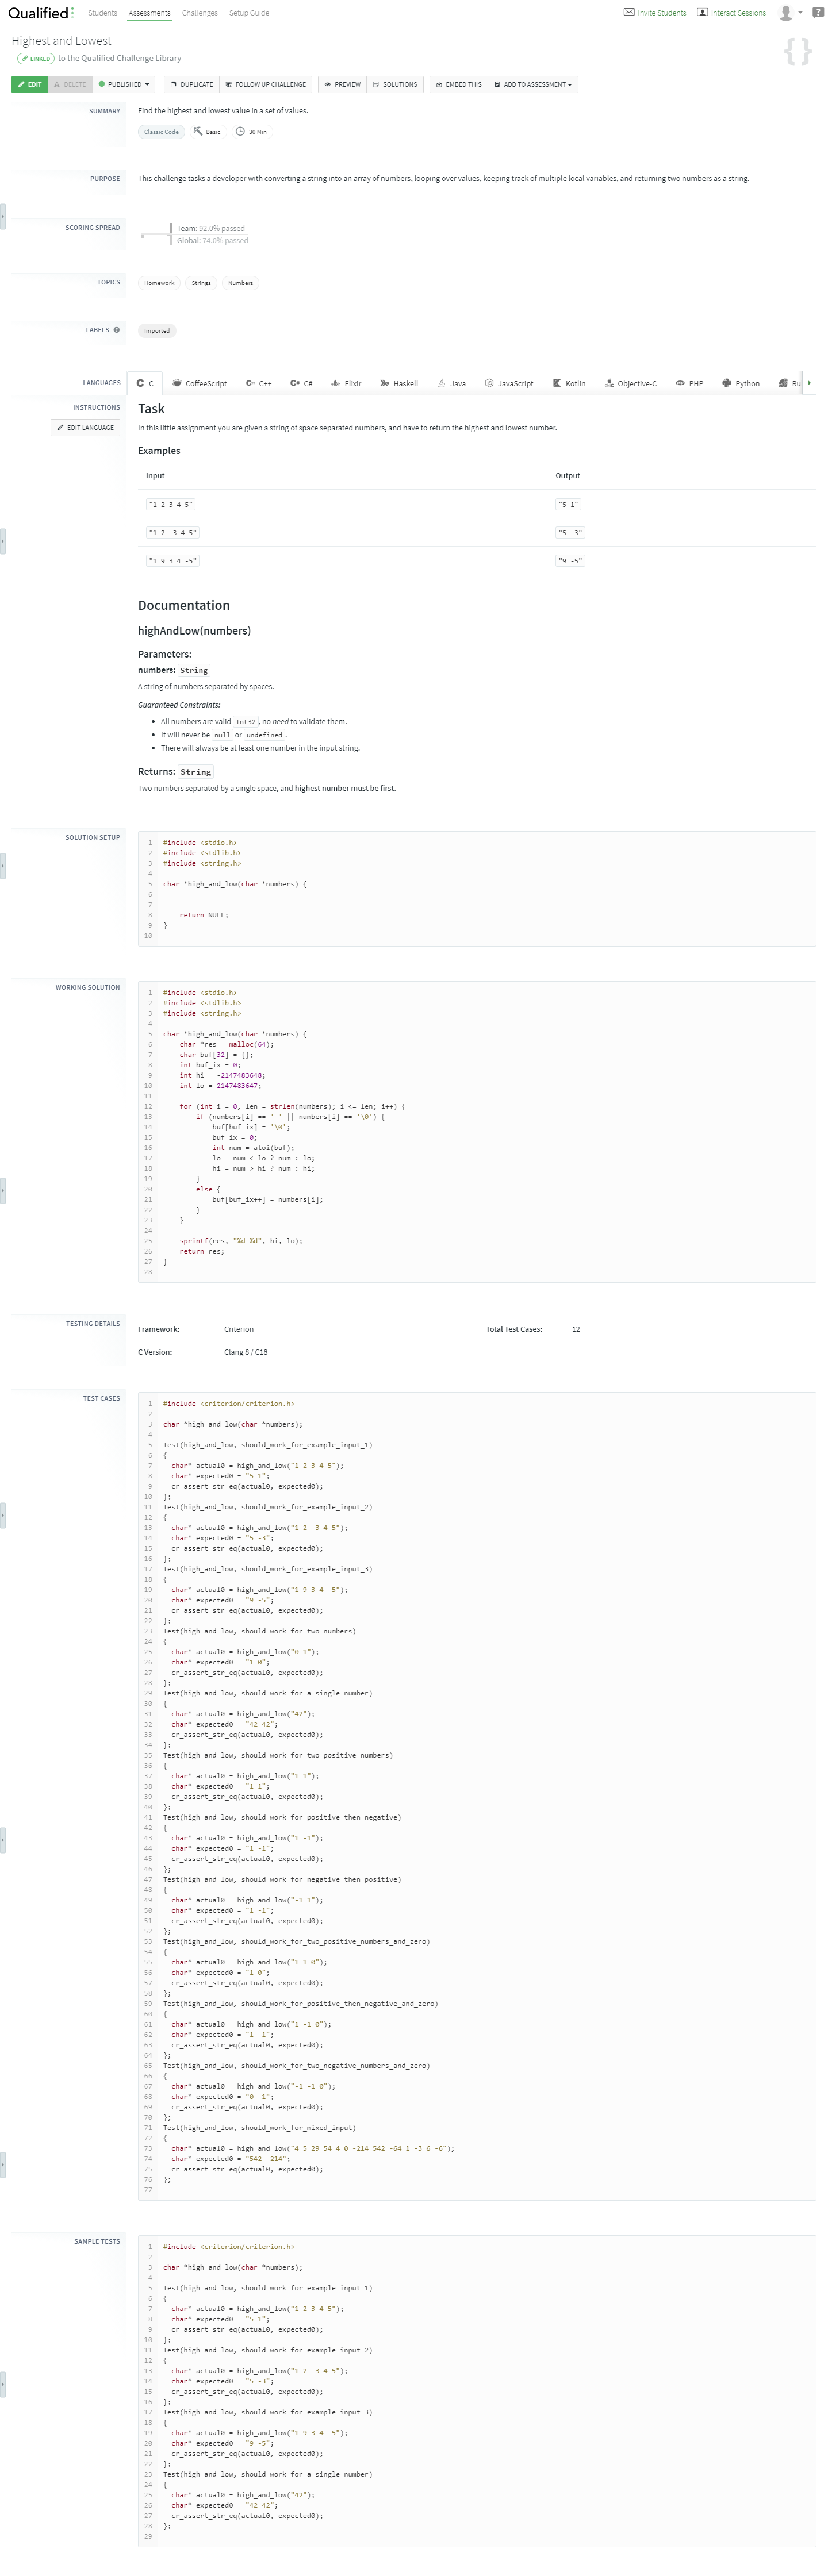 Qualified Students Assessments Challenges Setup Guide Invite Students Interact Sessions
Highest and Lowest
LINKED to the Qualified Challenge Library
EDIT DELETE PUBLISHED DUPLICATE FOLLOW UP CHALLENGE PREVIEW SOLUTIONS EMBED THIS ADD TO ASSESSMENT
SUMMARY Find the highest and lowest value in a set of values.
Classic Code Basic 30 Min
PURPOSE This challenge tasks a developer with converting a string into an array of numbers, looping over values, keeping track of multiple local variables, and returning two numbers as a string.
SCORING SPREAD Team: 92.0% passed
Global: 74.0% passed
TOPICS Homework Strings Numbers
LABELS Imported
LANGUAGES C CoffeeScript C++ C# Elixir Haskell Java JavaScript Kotlin Objective-C PHP Python
INSTRUCTIONS Task
EDIT LANGUAGE In this little assignment you are given a string of space separated numbers, and have to return the highest and lowest number.
Examples
Input Output
"1 2 3 4 5" "5 1"
"1 2 -3 4 5" "5 -3"
"1 9 3 4 -5" "9 -5"
Documentation
highAndLow(numbers)
Parameters:
numbers: String
A string of numbers separated by spaces.
Guaranteed Constraints:
• All numbers are valid Int32, no need to validate them.
• It will never be null or undefined.
• There will always be at least one number in the input string.
Returns: String
Two numbers separated by a single space, and highest number must be first.
SOLUTION SETUP
1 #include <stdio.h>
2 #include <stdlib.h>
3 #include <string.h>
4
5 char *high_and_low(char *numbers) {
6
7
8     return NULL;
9 }
10
WORKING SOLUTION
1 #include <stdio.h>
2 #include <stdlib.h>
3 #include <string.h>
4
5 char *high_and_low(char *numbers) {
6     char *res = malloc(64);
7     char buf[32] = {};
8     int buf_ix = 0;
9     int hi = -2147483648;
10     int lo = 2147483647;
11
12     for (int i = 0, len = strlen(numbers); i <= len; i++) {
13         if (numbers[i] == ' ' || numbers[i] == '\0') {
14             buf[buf_ix] = '\0';
15             buf_ix = 0;
16             int num = atoi(buf);
17             lo = num < lo ? num : lo;
18             hi = num > hi ? num : hi;
19         }
20         else {
21             buf[buf_ix++] = numbers[i];
22         }
23     }
24
25     sprintf(res, "%d %d", hi, lo);
26     return res;
27 }
28
TESTING DETAILS Framework: Criterion Total Test Cases: 12
C Version: Clang 8 / C18
TEST CASES
1 #include <criterion/criterion.h>
2
3 char *high_and_low(char *numbers);
4
5 Test(high_and_low, should_work_for_example_input_1)
6 {
7   char* actual0 = high_and_low("1 2 3 4 5");
8   char* expected0 = "5 1";
9   cr_assert_str_eq(actual0, expected0);
10 };
11 Test(high_and_low, should_work_for_example_input_2)
12 {
13   char* actual0 = high_and_low("1 2 -3 4 5");
14   char* expected0 = "5 -3";
15   cr_assert_str_eq(actual0, expected0);
16 };
17 Test(high_and_low, should_work_for_example_input_3)
18 {
19   char* actual0 = high_and_low("1 9 3 4 -5");
20   char* expected0 = "9 -5";
21   cr_assert_str_eq(actual0, expected0);
22 };
23 Test(high_and_low, should_work_for_two_numbers)
24 {
25   char* actual0 = high_and_low("0 1");
26   char* expected0 = "1 0";
27   cr_assert_str_eq(actual0, expected0);
28 };
29 Test(high_and_low, should_work_for_a_single_number)
30 {
31   char* actual0 = high_and_low("42");
32   char* expected0 = "42 42";
33   cr_assert_str_eq(actual0, expected0);
34 };
35 Test(high_and_low, should_work_for_two_positive_numbers)
36 {
37   char* actual0 = high_and_low("1 1");
38   char* expected0 = "1 1";
39   cr_assert_str_eq(actual0, expected0);
40 };
41 Test(high_and_low, should_work_for_positive_then_negative)
42 {
43   char* actual0 = high_and_low("1 -1");
44   char* expected0 = "1 -1";
45   cr_assert_str_eq(actual0, expected0);
46 };
47 Test(high_and_low, should_work_for_negative_then_positive)
48 {
49   char* actual0 = high_and_low("-1 1");
50   char* expected0 = "1 -1";
51   cr_assert_str_eq(actual0, expected0);
52 };
53 Test(high_and_low, should_work_for_two_positive_numbers_and_zero)
54 {
55   char* actual0 = high_and_low("1 1 0");
56   char* expected0 = "1 0";
57   cr_assert_str_eq(actual0, expected0);
58 };
59 Test(high_and_low, should_work_for_positive_then_negative_and_zero)
60 {
61   char* actual0 = high_and_low("1 -1 0");
62   char* expected0 = "1 -1";
63   cr_assert_str_eq(actual0, expected0);
64 };
65 Test(high_and_low, should_work_for_two_negative_numbers_and_zero)
66 {
67   char* actual0 = high_and_low("-1 -1 0");
68   char* expected0 = "0 -1";
69   cr_assert_str_eq(actual0, expected0);
70 };
71 Test(high_and_low, should_work_for_mixed_input)
72 {
73   char* actual0 = high_and_low("4 5 29 54 4 0 -214 542 -64 1 -3 6 -6");
74   char* expected0 = "542 -214";
75   cr_assert_str_eq(actual0, expected0);
76 };
77
SAMPLE TESTS
1 #include <criterion/criterion.h>
2
3 char *high_and_low(char *numbers);
4
5 Test(high_and_low, should_work_for_example_input_1)
6 {
7   char* actual0 = high_and_low("1 2 3 4 5");
8   char* expected0 = "5 1";
9   cr_assert_str_eq(actual0, expected0);
10 };
11 Test(high_and_low, should_work_for_example_input_2)
12 {
13   char* actual0 = high_and_low("1 2 -3 4 5");
14   char* expected0 = "5 -3";
15   cr_assert_str_eq(actual0, expected0);
16 };
17 Test(high_and_low, should_work_for_example_input_3)
18 {
19   char* actual0 = high_and_low("1 9 3 4 -5");
20   char* expected0 = "9 -5";
21   cr_assert_str_eq(actual0, expected0);
22 };
23 Test(high_and_low, should_work_for_a_single_number)
24 {
25   char* actual0 = high_and_low("42");
26   char* expected0 = "42 42";
27   cr_assert_str_eq(actual0, expected0);
28 };
29